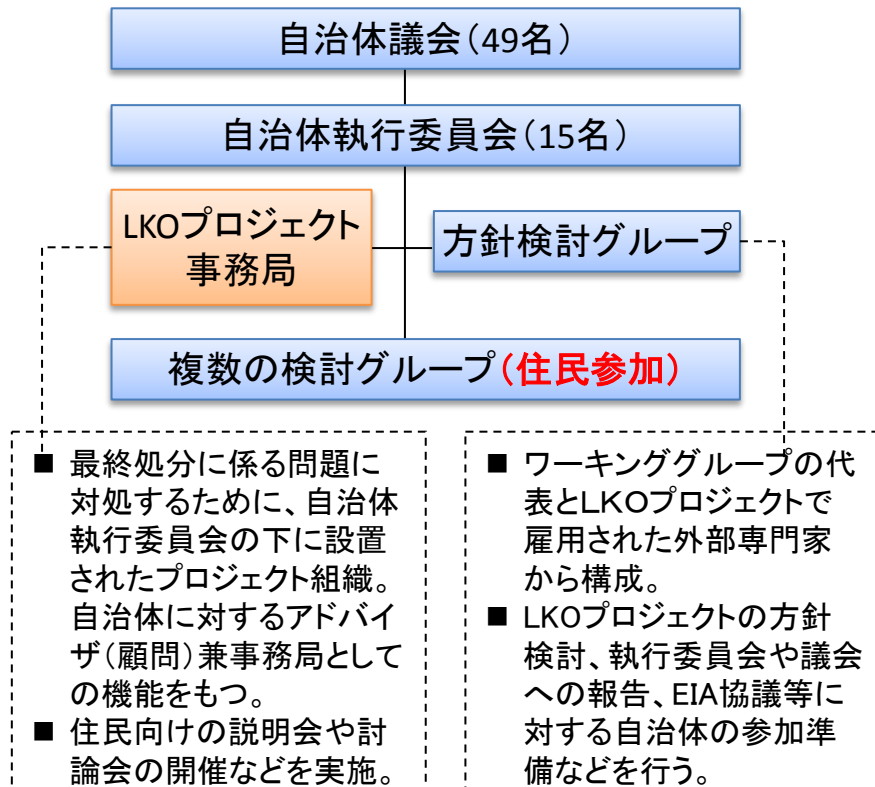 自治体議会(49名)
自治体執行委員会(15名)
LKOプロジェクト
事務局
方針検討グループ
複数の検討グループ(住民参加)
■ 最終処分に係る問題に
対処するために、自治体
執行委員会の下に設置
されたプロジェクト組織。
自治体に対するアドバイ
ザ(顧問)兼事務局として
の機能をもつ。
■ 住民向けの説明会や討
論会の開催などを実施。
■ ワーキンググループの代
表とLKOプロジェクトで
雇用された外部専門家
から構成。
■ LKOプロジェクトの方針
検討、執行委員会や議会
への報告、EIA協議等に
対する自治体の参加準
備などを行う。